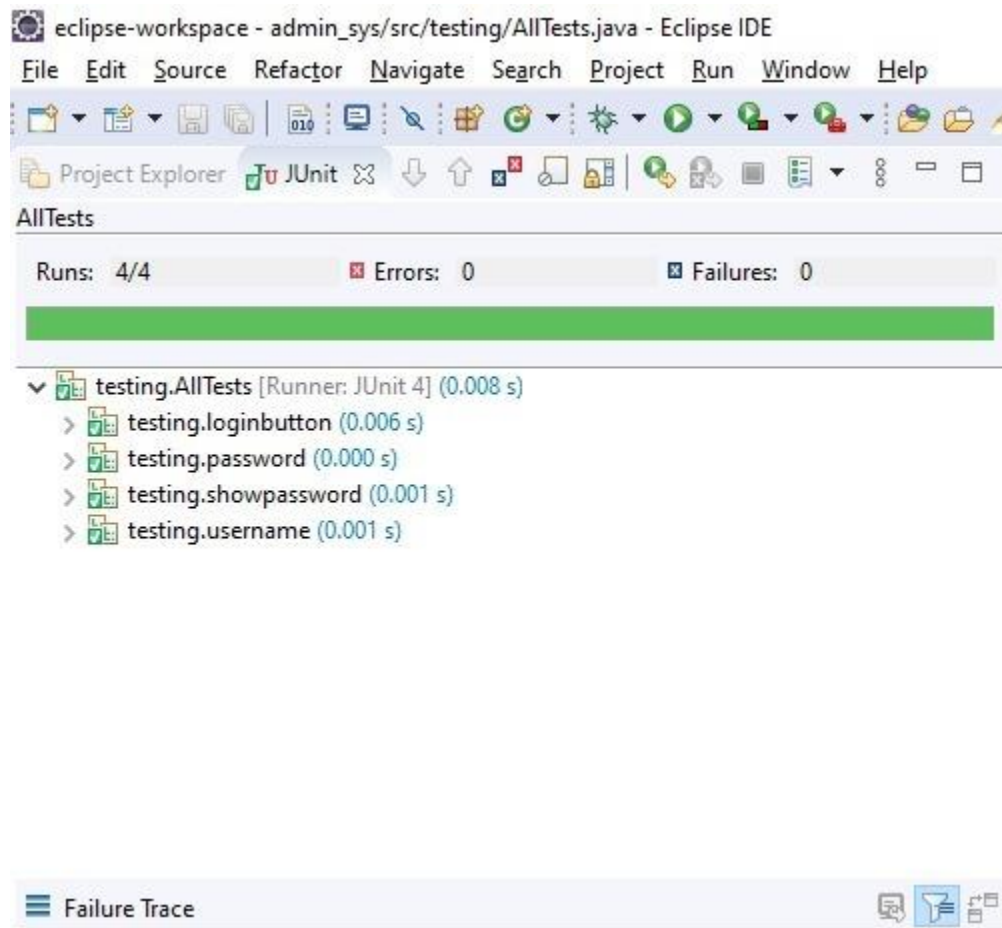 eclipse-workspace - admin_sys/src/testing/AllTests.java - Eclipse IDE
File Edit Source Refactor Navigate Search Project Run Window Help
010
Project Explorer Ju JUnit
AllTests
Runs: 4/4 Errors: 0 Failures: 0
testing.AllTests [Runner: JUnit 4] (0.008 s)
testing.loginbutton (0.006 s)
testing.password (0.000 s)
testing.showpassword (0.001 s)
testing.username (0.001 s)
Failure Trace